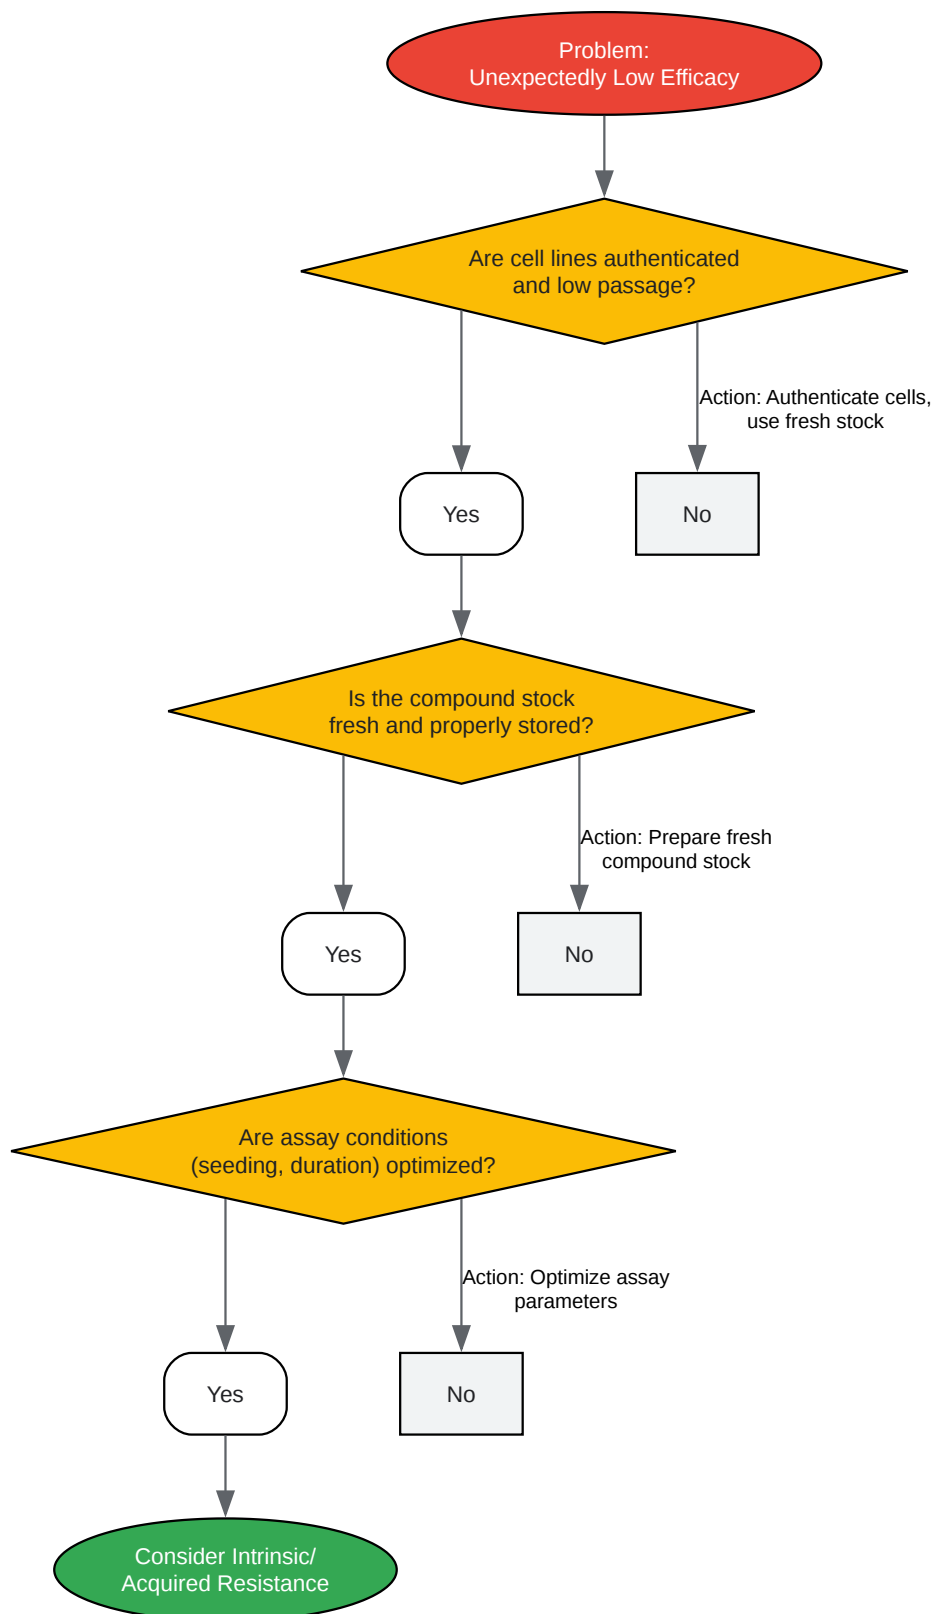 Problem:
Unexpectedly Low Efficacy
Are cell lines authenticated
and low passage?
Action: Authenticate cells,
use fresh stock
Yes
No
Is the compound stock
fresh and properly stored?
Action: Prepare fresh
compound stock
Yes
No
Are assay conditions
(seeding, duration) optimized?
Action: Optimize assay
parameters
Yes
No
Consider Intrinsic/
Acquired Resistance